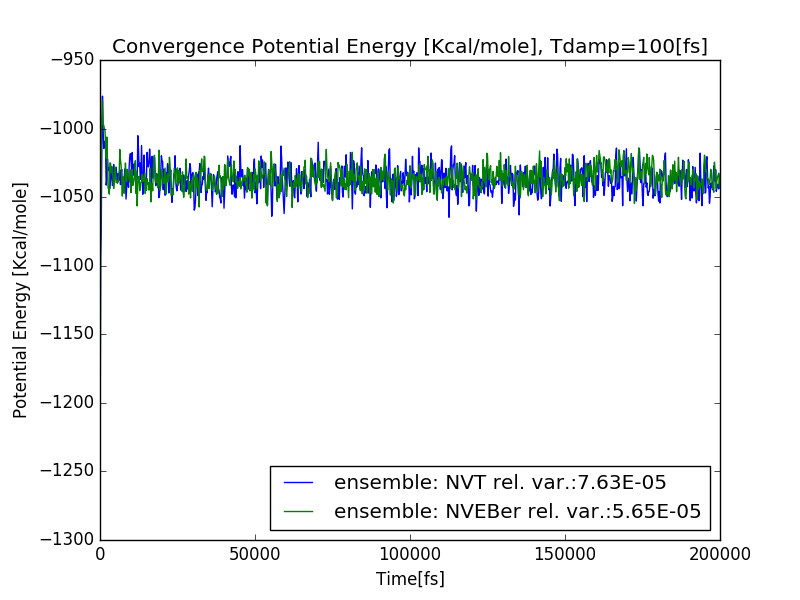 Convergence Potential Energy [Kcal/mole], Tdamp=100[fs]
−950
−1000
−1050
−1100
−1150
−1200
−1250
−1300
Potential Energy [Kcal/mole]
ensemble: NVT rel. var.:7.63E-05
ensemble: NVEBer rel. var.:5.65E-05
0 50000 100000 150000 200000
Time[fs]